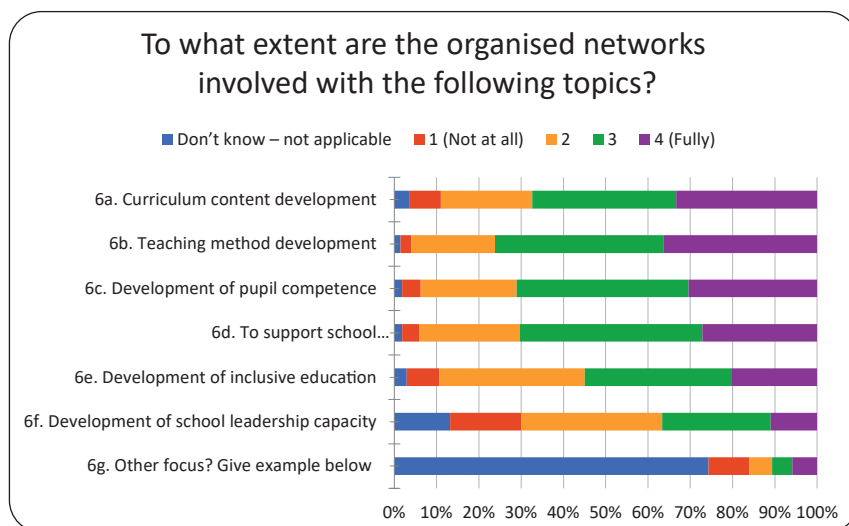 To what extent are the organised networks
involved with the following topics?
Don’t know – not applicable 1 (Not at all) 2 3 4 (Fully)
6a. Curriculum content development
6b. Teaching method development
6c. Development of pupil competence
6d. To support school…
6e. Development of inclusive education
6f. Development of school leadership capacity
6g. Other focus? Give example below
0% 10% 20% 30% 40% 50% 60% 70% 80% 90% 100%